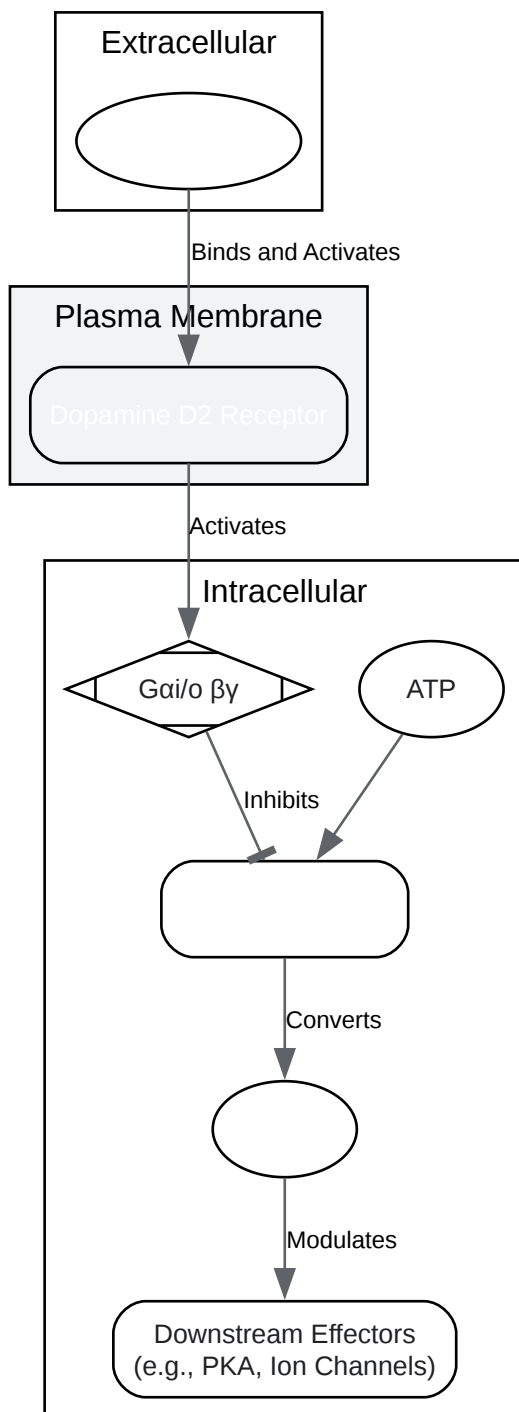 Extracellular
Binds and Activates
Plasma Membrane
Dopamine D2 Receptor
Activates
Intracellular
Gαi/o βγ
ATP
Inhibits
Converts
Modulates
Downstream Effectors
(e.g., PKA, Ion Channels)